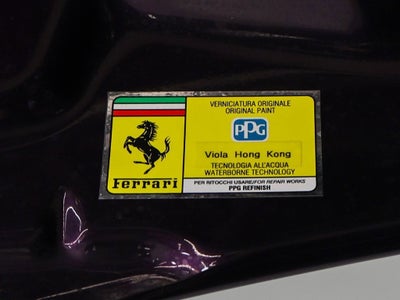 VERNICIATURA ORIGINALE
ORIGINAL PAINT
PPG
Viola Hong Kong
TECNOLOGIA ALL'ACQUA
WATERBORNE TECHNOLOGY
Ferrari
PER RITOCCHI USARE/FOR REPAIR WORKS
PPG REFINISH